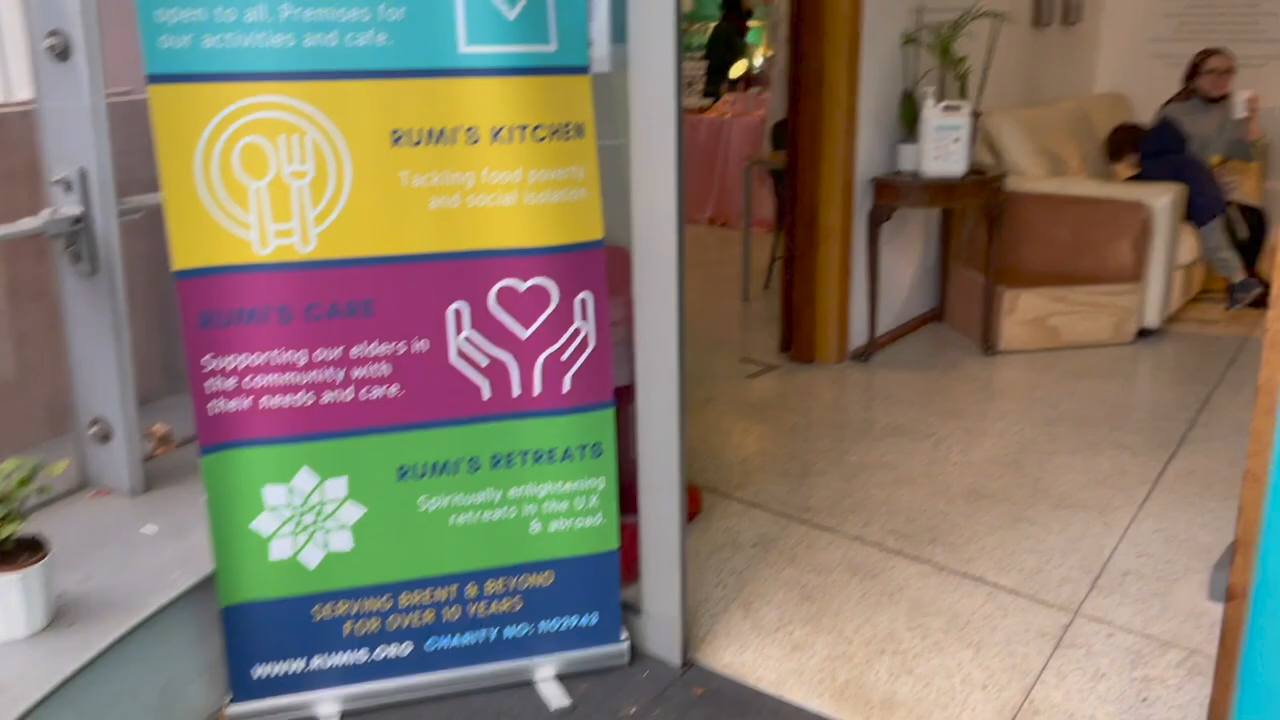 open to all. Premises for
our activities and cafe.
RUMI'S KITCHEN
Tackling food poverty
and social isolation
RUMI'S CARE
Supporting our elders in
the community with
their needs and care.
RUMI'S RETREATS
Spiritually enlightening
retreats in the U.K
& abroad.
SERVING BRENT & BEYOND
FOR OVER 10 YEARS
WWW.RUMIS.ORG CHARITY NO: